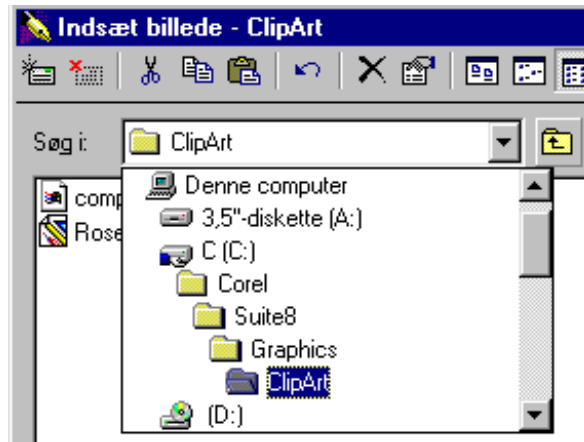 Indsæt billede - ClipArt
Søg i: ClipArt
Denne computer
3,5"-diskette (A:)
C (C:)
Corel
Suite8
Graphics
ClipArt
(D:)
comp
Rose